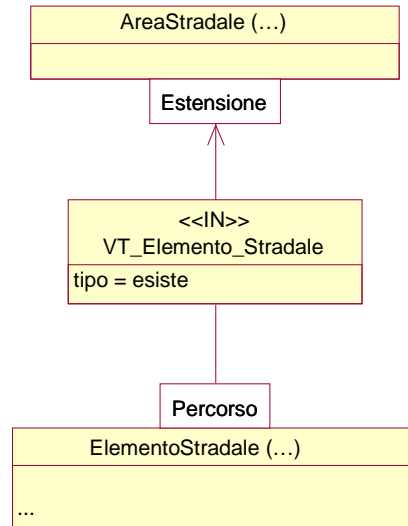 AreaStradale (…)
Estensione
<<IN>>
VT_Elemento_Stradale
tipo = esiste
Percorso
ElementoStradale (…)
...